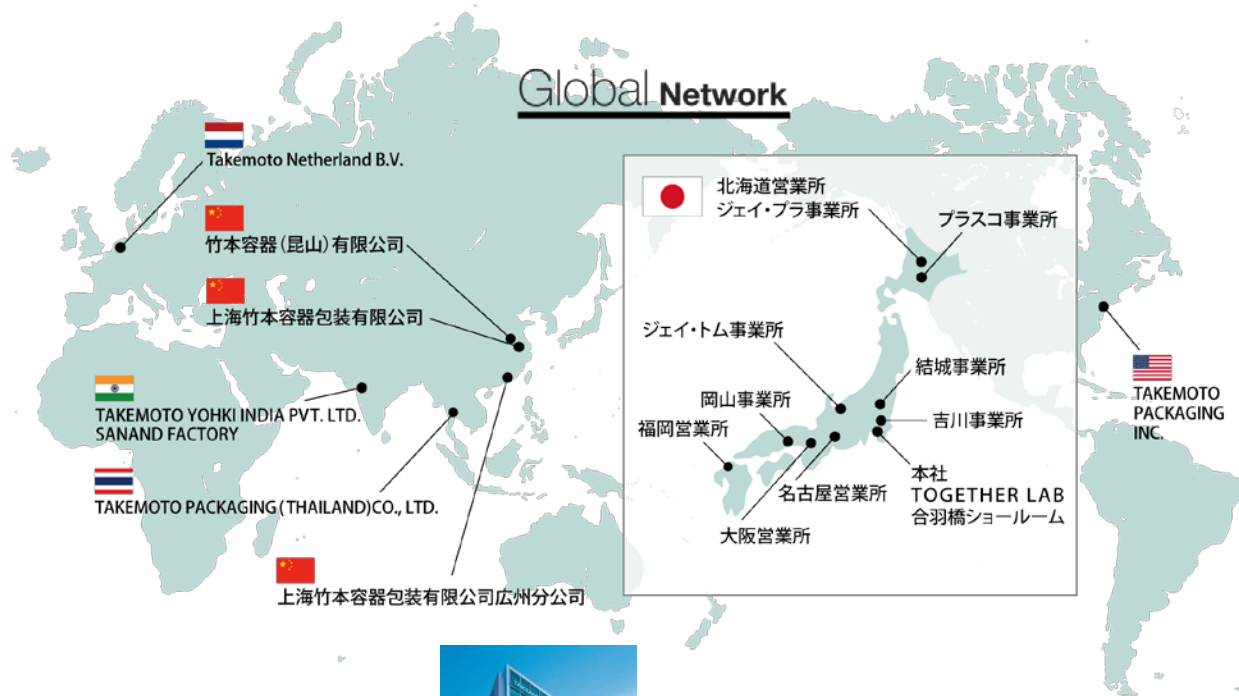 Global Network
Takemoto Netherland B.V.
竹本容器(昆山)有限公司
上海竹本容器包装有限公司
TAKEMOTO YOHKI INDIA PVT. LTD.
SANAND FACTORY
TAKEMOTO PACKAGING(THAILAND)CO., LTD.
上海竹本容器包装有限公司広州分公司
北海道営業所
ジェイ・プラ事業所
プラスコ事業所
ジェイ・トム事業所
結城事業所
岡山事業所
吉川事業所
福岡営業所
本社
TOGETHER LAB
合羽橋ショールーム
名古屋営業所
大阪営業所
TAKEMOTO
PACKAGING
INC.